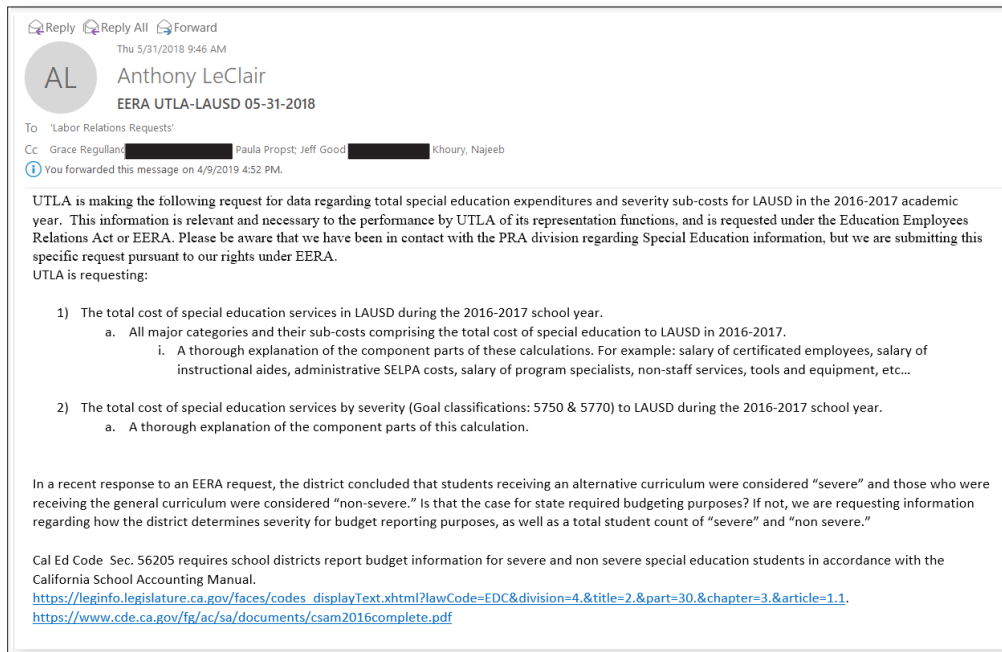 Reply Reply All Forward
Thu 5/31/2018 9:46 AM
AL
Anthony LeClair
EERA UTLA-LAUSD 05-31-2018
To 'Labor Relations Requests'
Cc Grace Regulland Paula Propst; Jeff Good Khoury, Najeeb
i You forwarded this message on 4/9/2019 4:52 PM.
UTLA is making the following request for data regarding total special education expenditures and severity sub-costs for LAUSD in the 2016-2017 academic
year. This information is relevant and necessary to the performance by UTLA of its representation functions, and is requested under the Education Employees
Relations Act or EERA. Please be aware that we have been in contact with the PRA division regarding Special Education information, but we are submitting this
specific request pursuant to our rights under EERA.
UTLA is requesting:
1) The total cost of special education services in LAUSD during the 2016-2017 school year.
a. All major categories and their sub-costs comprising the total cost of special education to LAUSD in 2016-2017.
i. A thorough explanation of the component parts of these calculations. For example: salary of certificated employees, salary of
instructional aides, administrative SELPA costs, salary of program specialists, non-staff services, tools and equipment, etc…
2) The total cost of special education services by severity (Goal classifications: 5750 & 5770) to LAUSD during the 2016-2017 school year.
a. A thorough explanation of the component parts of this calculation.
In a recent response to an EERA request, the district concluded that students receiving an alternative curriculum were considered “severe” and those who were
receiving the general curriculum were considered “non-severe.” Is that the case for state required budgeting purposes? If not, we are requesting information
regarding how the district determines severity for budget reporting purposes, as well as a total student count of “severe” and “non severe.”
Cal Ed Code Sec. 56205 requires school districts report budget information for severe and non severe special education students in accordance with the
California School Accounting Manual.
https://leginfo.legislature.ca.gov/faces/codes_displayText.xhtml?lawCode=EDC&division=4.&title=2.&part=30.&chapter=3.&article=1.1.
https://www.cde.ca.gov/fg/ac/sa/documents/csam2016complete.pdf